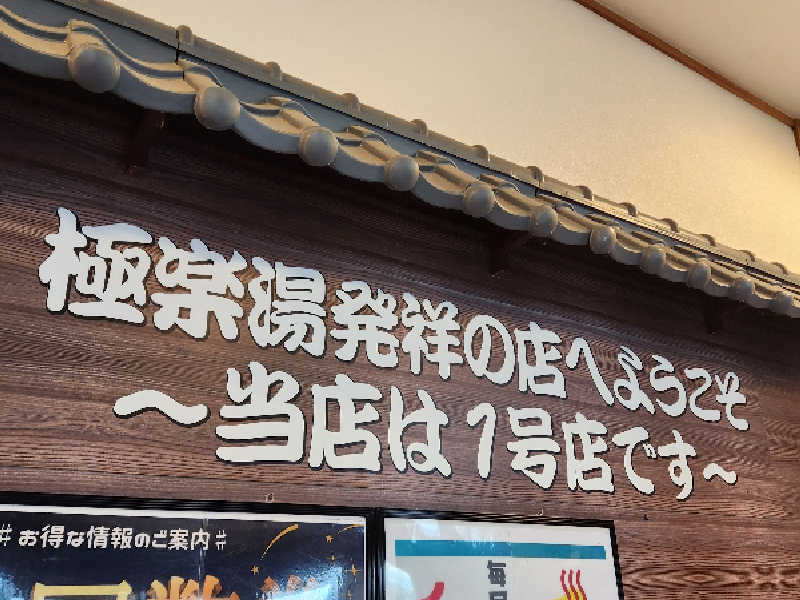 極楽湯発祥の店へようこそ
～当店は1号店です～
#お得な情報のご案内#
毎